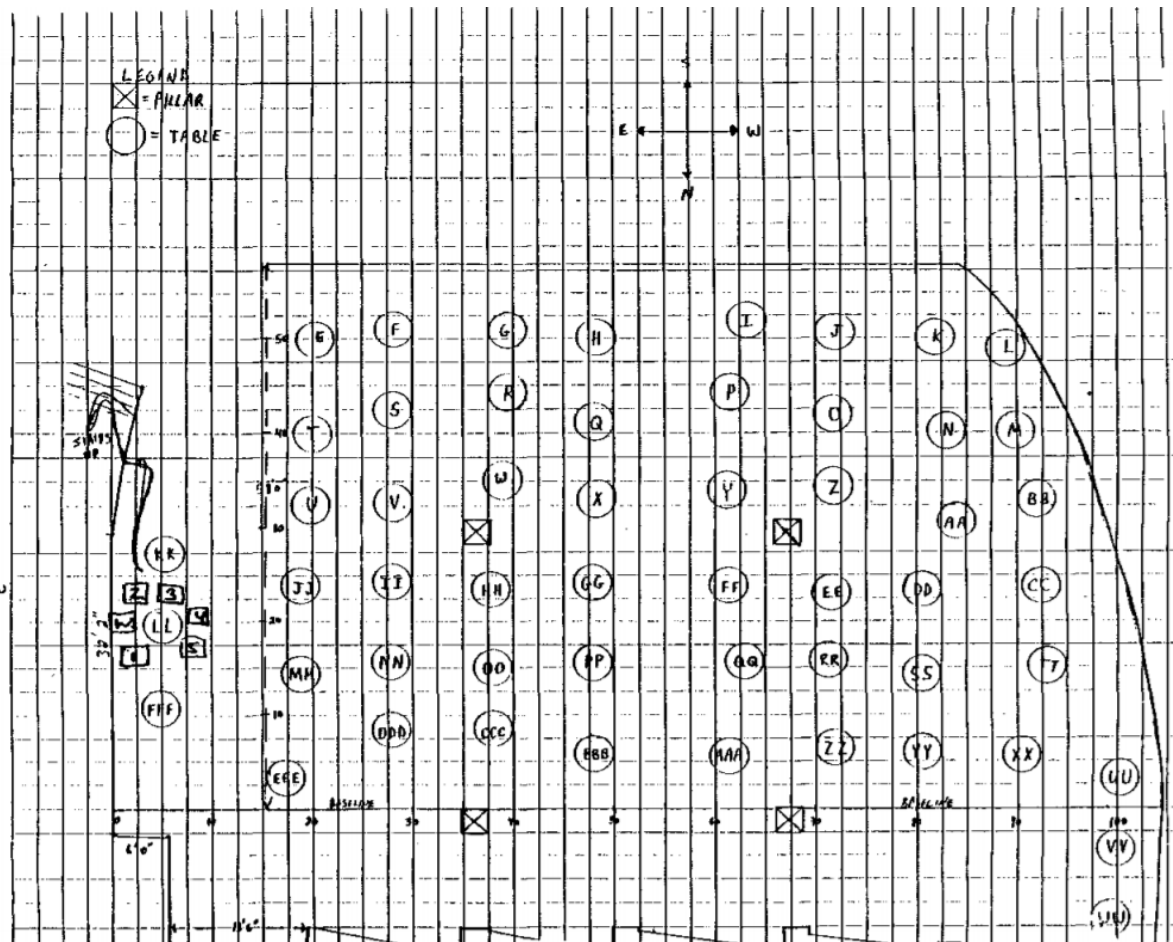 LEGEND
= PILLAR
= TABLE
S
E W
N
I
F G J
50 E H K L
R P
S O
T 40 Q N M
W Y Z
U V X BB
AA
30
KK
JJ II HH GG FF EE DD CC
2 3
30' 2" LL 4
20
1 5
NN OO PP QQ RR TT
MM SS
FFF 10
DDD CCC ZZ
BBB AAA YY XX
EEE UU
BASELINE BASELINE
0 10 20 30 40 50 60 70 80 90 100
6'0" VV
13'6"